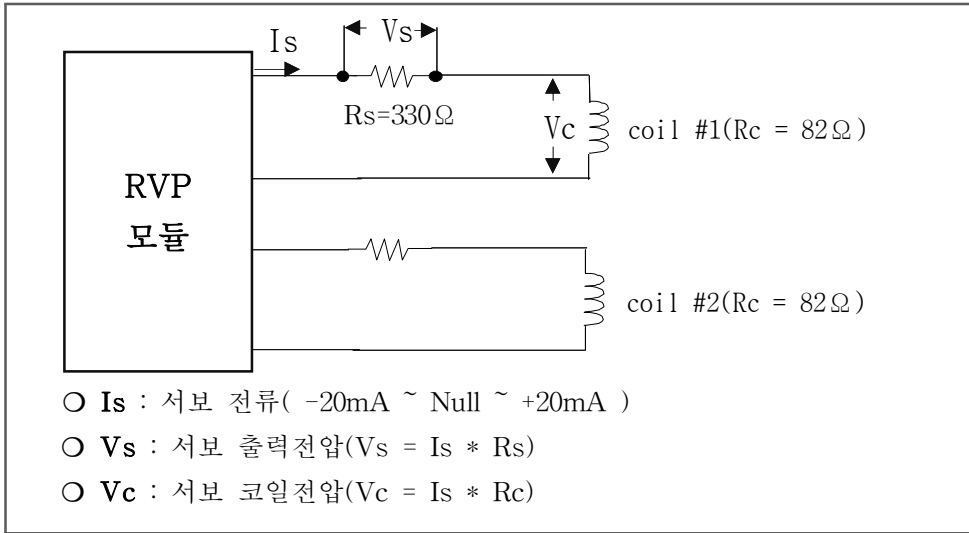 Vs
Is
Rs=330Ω
Vc
coil #1(Rc = 82Ω)
RVP
모듈
coil #2(Rc = 82Ω)
❍ Is : 서보 전류( -20mA ~ Null ~ +20mA )
❍ Vs : 서보 출력전압(Vs = Is * Rs)
❍ Vc : 서보 코일전압(Vc = Is * Rc)